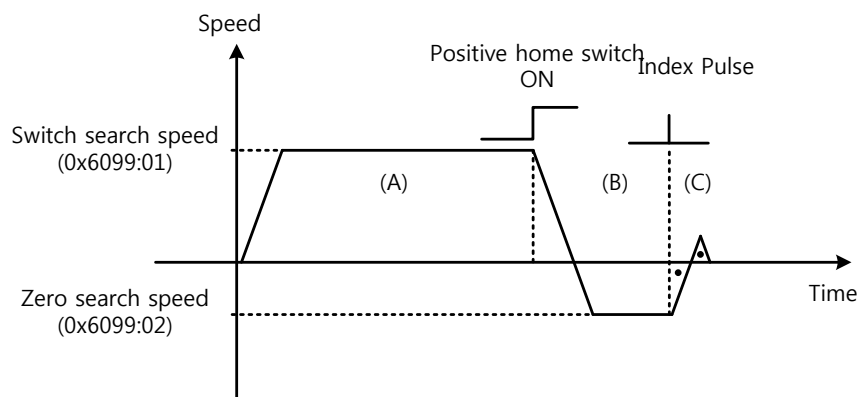 Speed
Positive home switch
ON
Index Pulse
Switch search speed
(0x6099:01)
(A)
(B)
(C)
Zero search speed
(0x6099:02)
Time